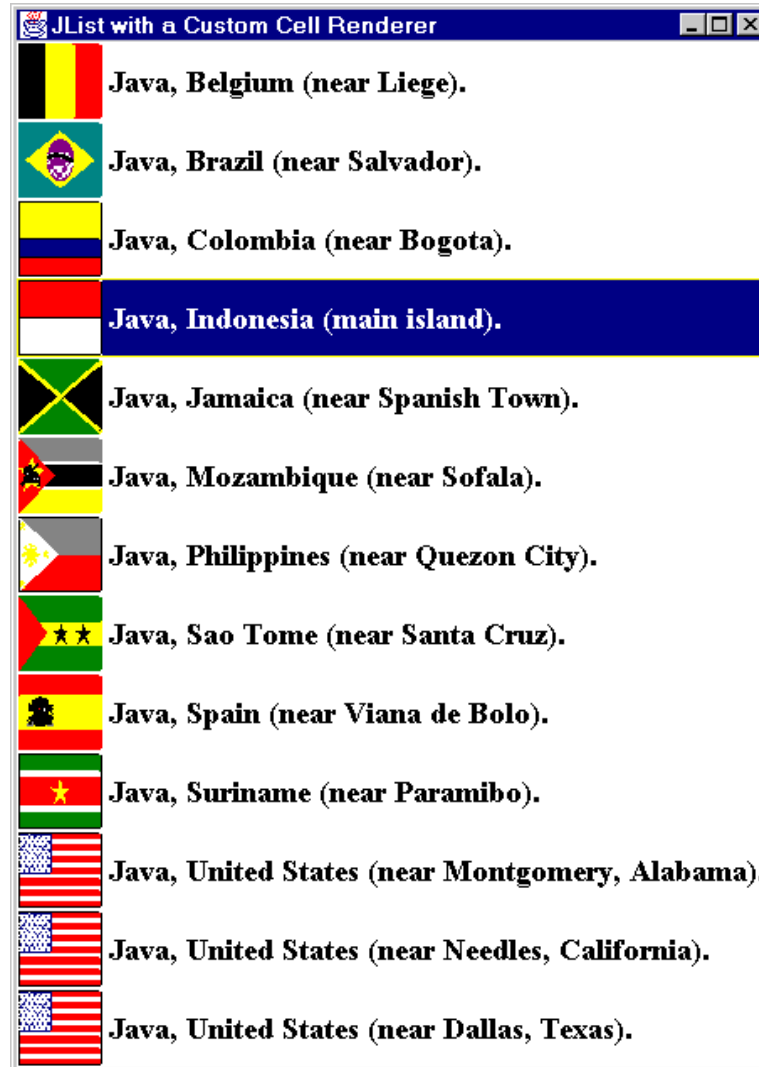 JList with a Custom Cell Renderer
Java, Belgium (near Liege).
Java, Brazil (near Salvador).
Java, Colombia (near Bogota).
Java, Indonesia (main island).
Java, Jamaica (near Spanish Town).
Java, Mozambique (near Sofala).
Java, Philippines (near Quezon City).
Java, Sao Tome (near Santa Cruz).
Java, Spain (near Viana de Bolo).
Java, Suriname (near Paramibo).
Java, United States (near Montgomery, Alabama).
Java, United States (near Needles, California).
Java, United States (near Dallas, Texas).